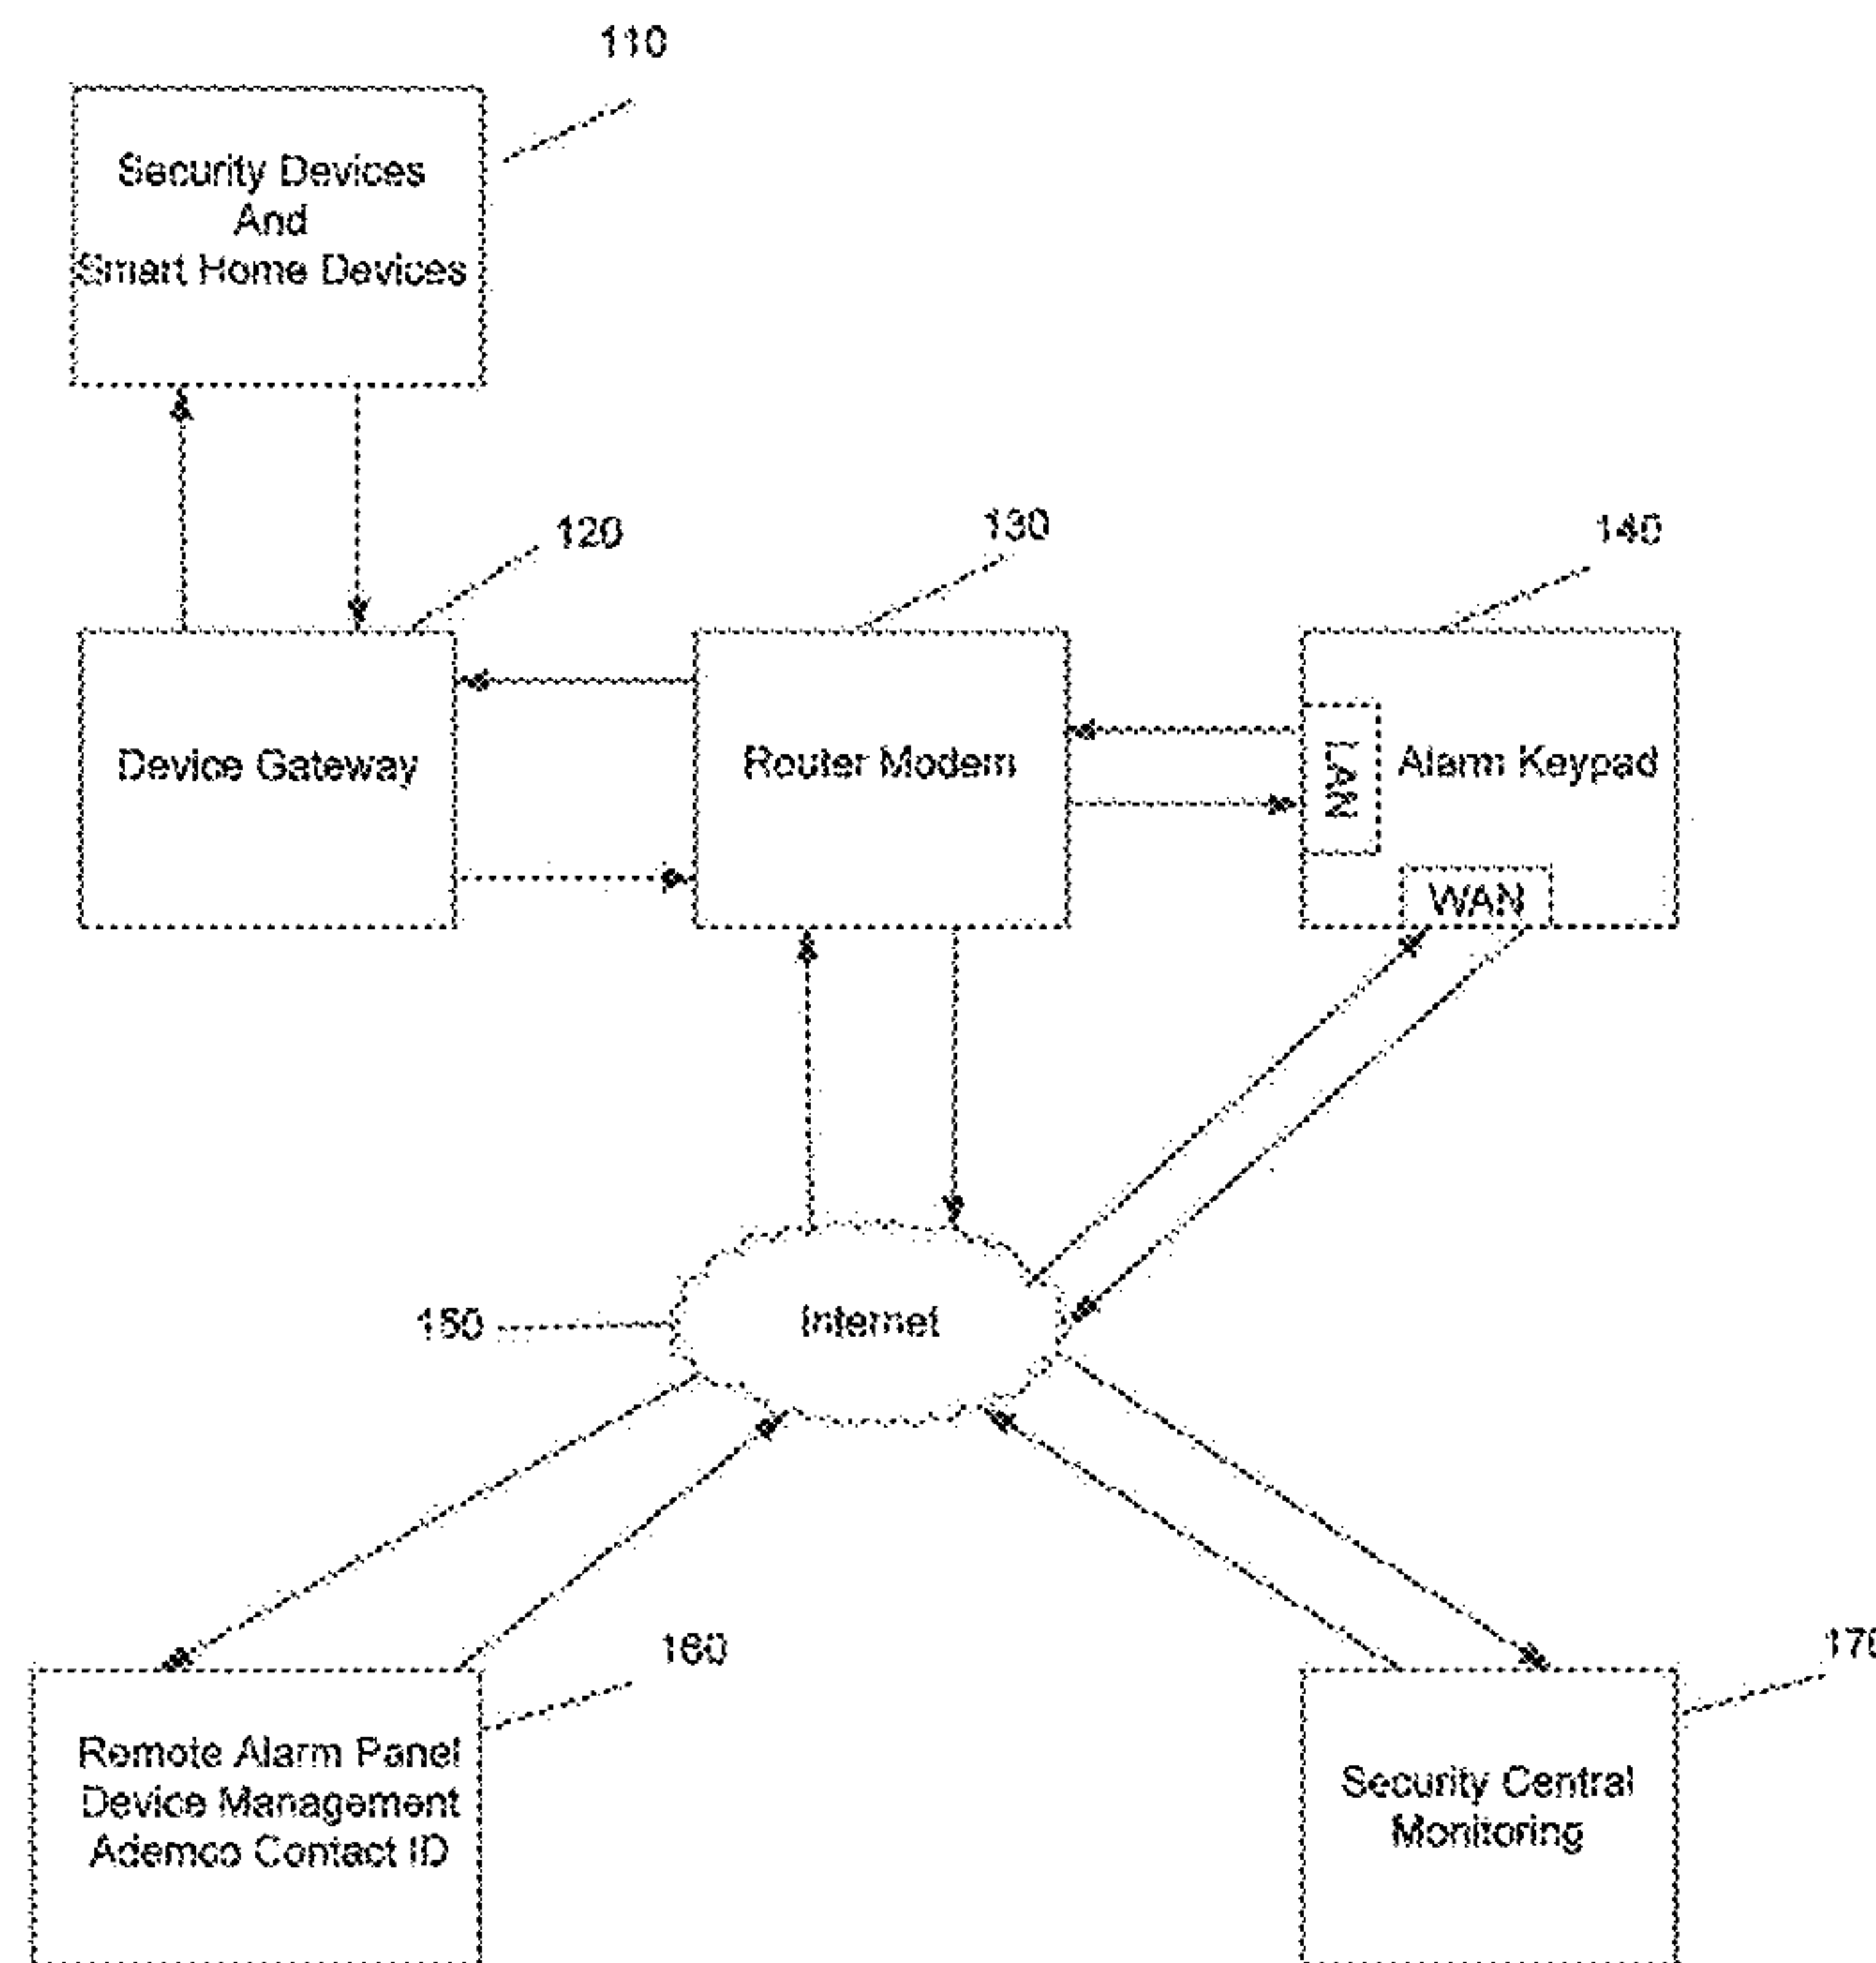 110
Security Devices
And
Smart Home Devices
120
130
140
Device Gateway
Router Modem
LAN
Alarm Keypad
WAN
150
Internet
160
170
Remote Alarm Panel
Device Management
Ademco Contact ID
Security Central
Monitoring